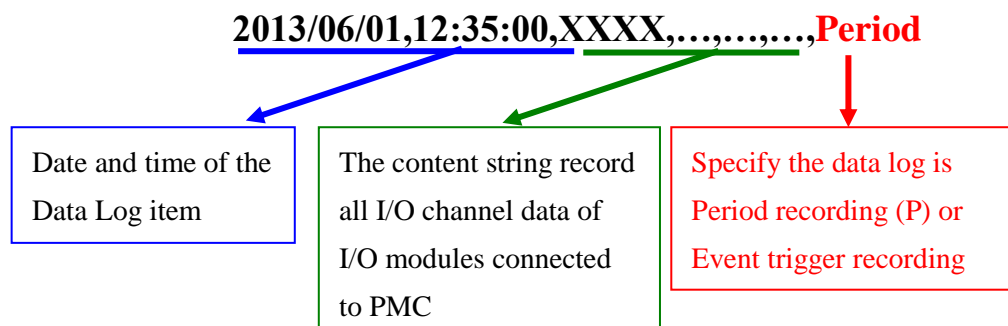 2013/06/01,12:35:00,XXXX,…,…,…,Period
Date and time of the
Data Log item
The content string record
all I/O channel data of
I/O modules connected
to PMC
Specify the data log is
Period recording (P) or
Event trigger recording